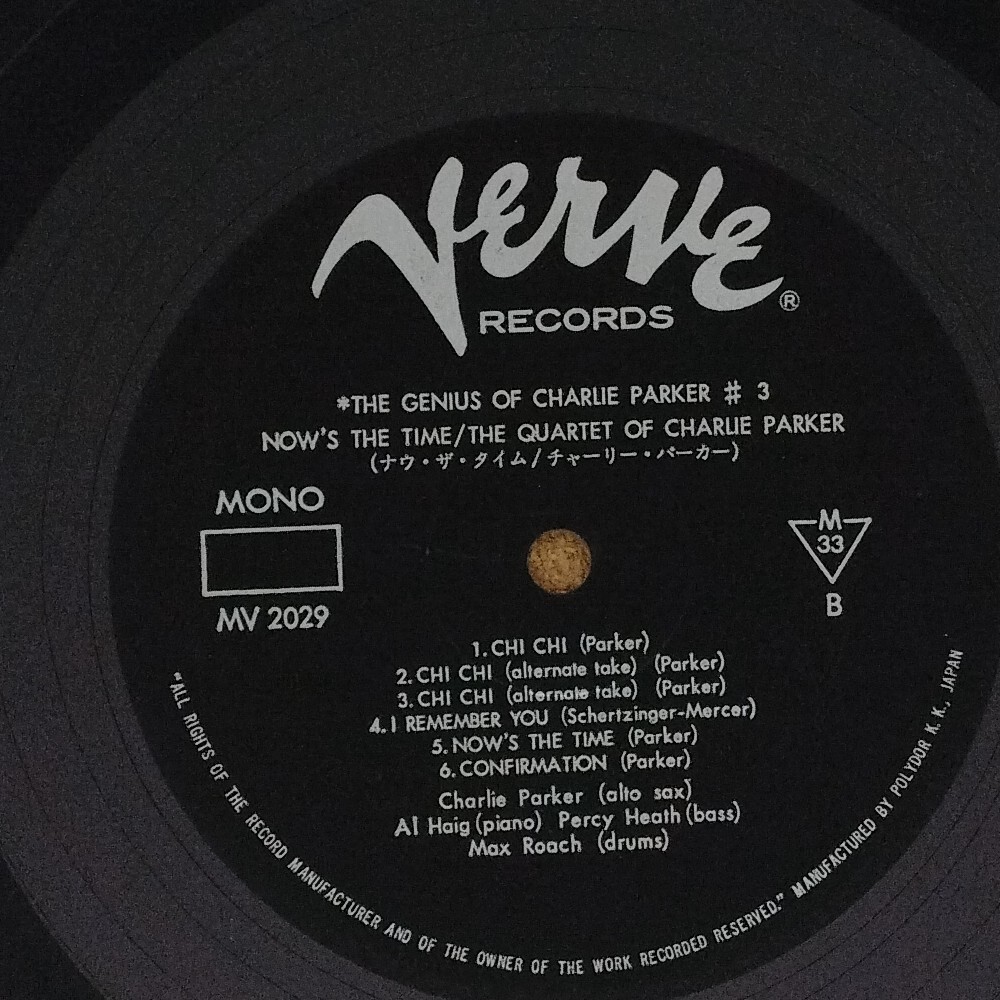 Verve
RECORDS
®
*THE GENIUS OF CHARLIE PARKER # 3
NOW'S THE TIME/THE QUARTET OF CHARLIE PARKER
(ナウ・ザ・タイム/チャーリー・パーカー)
MONO
MV 2029
M
33
B
1. CHI CHI (Parker)
2. CHI CHI (alternate take) (Parker)
3. CHI CHI (alternate take) (Parker)
4. I REMEMBER YOU (Schertzinger-Mercer)
5. NOW'S THE TIME (Parker)
6. CONFIRMATION (Parker)
Charlie Parker (alto sax)
Al Haig (piano) Percy Heath (bass)
Max Roach (drums)
"ALL RIGHTS OF THE RECORD MANUFACTURER AND OF THE OWNER OF THE WORK RECORDED RESERVED." MANUFACTURED BY POLYDOR K. K., JAPAN